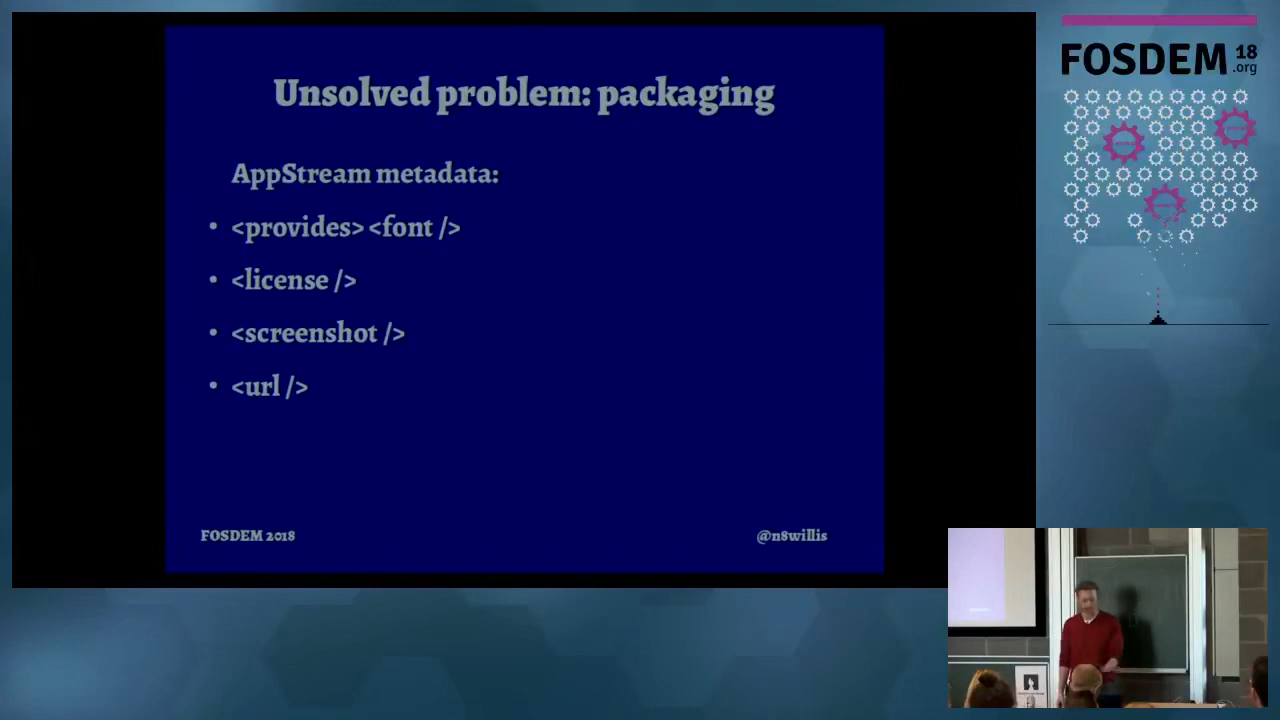 Unsolved problem: packaging
AppStream metadata:
• <provides> <font />
• <license />
• <screenshot />
• <url />
FOSDEM 2018
@n8willis
FOSDEM 18
.org